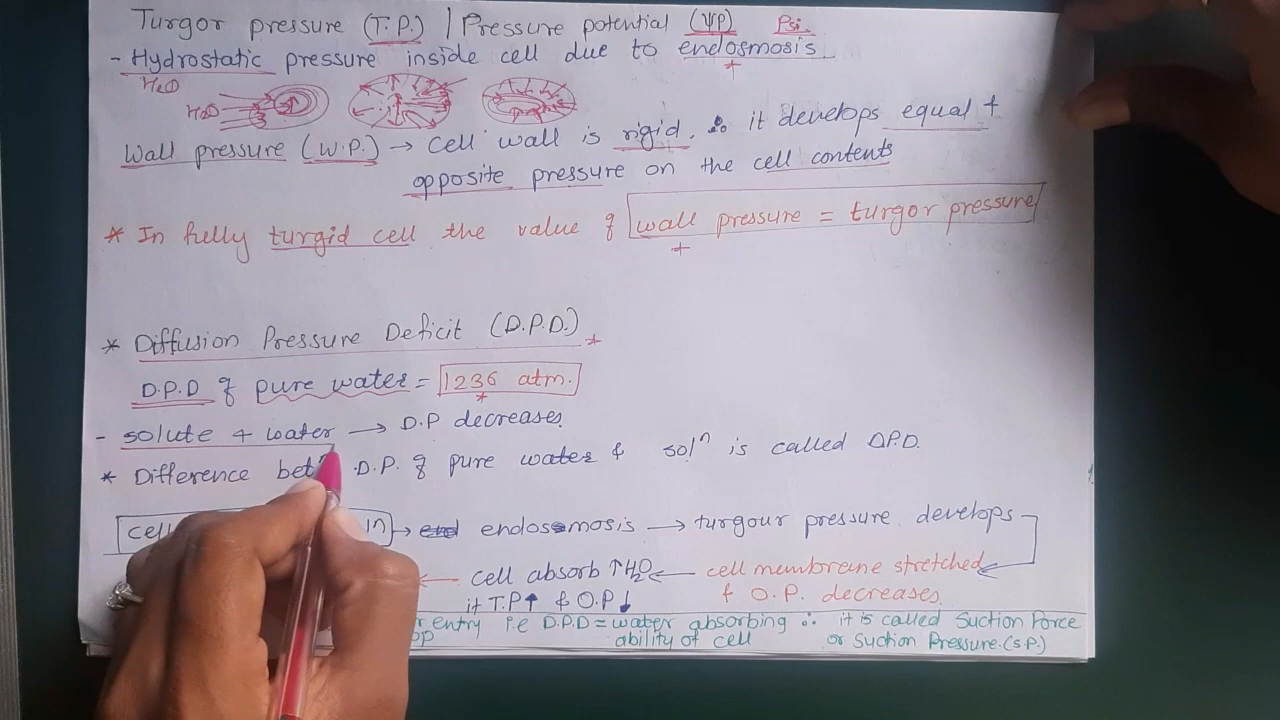 Turgor pressure (T.P.) | Pressure potential (Ψp) Psi
- Hydrostatic pressure inside cell due to endosmosis.
H2O
H2O
Wall pressure (W.P.) → Cell wall is rigid. ∴ it develops equal +
opposite pressure on the cell contents
* In fully turgid cell the value of wall pressure = turgor pressure
* Diffusion Pressure Deficit (D.P.D.)
D.P.D of pure water = 1236 atm.
- solute + water → D.P decreases.
* Difference betn D.P. of pure water & soln is called D.P.D.
cell → endosmosis → turgour pressure develops
← cell absorb ↑H2O ← cell membrane stretched
it T.P↑ & O.P↓ & O.P. decreases.
entry i.e D.P.D = water absorbing ∴ it is called Suction Force
ability of cell or Suction Pressure.(S.P.)